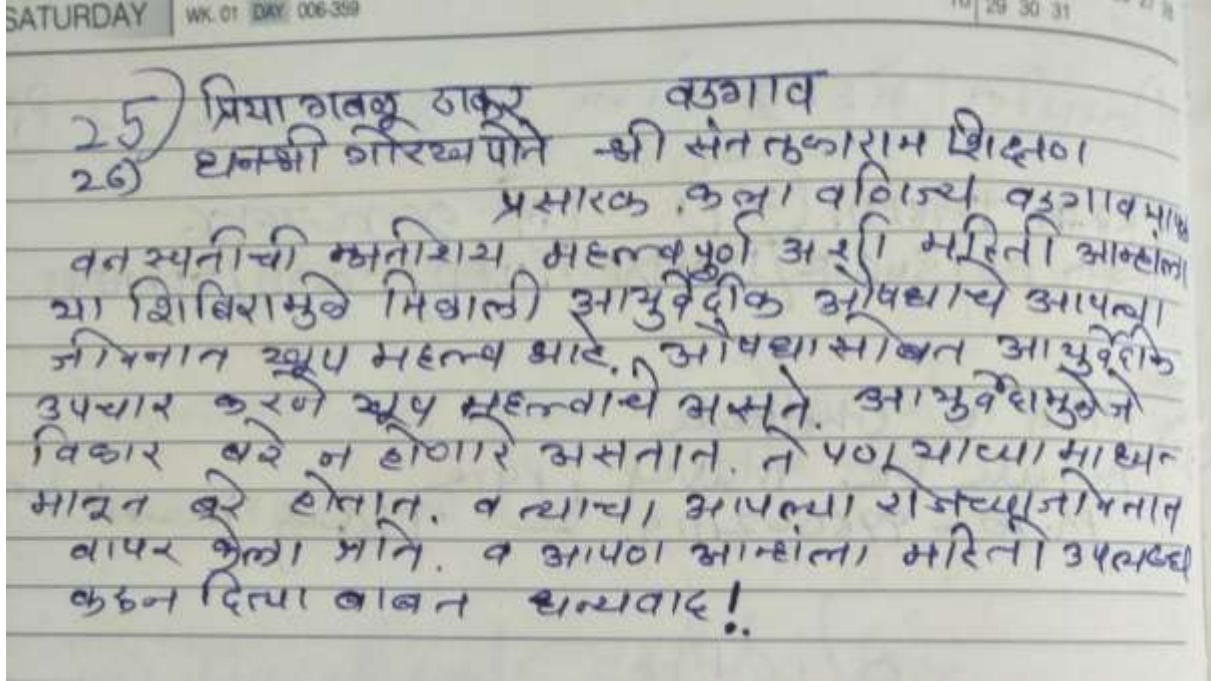 SATURDAY WK. 01 DAY 006-359 29 30 31
25) प्रिया गबळू ठाकूर वडगाव
26) धनश्री गोरख पोते श्री संत तुकाराम शिक्षण
प्रसारक कला वाणिज्य वडगाव
वनस्पतीची अतीशय महत्वपूर्ण अशी माहिती आम्हाला
या शिबिरामुळे मिळाली आयुर्वेदीक औषधाचे आपल्या
जीवनात खूप महत्व आहे. औषधासोबत आयुर्वेदीक
उपचार करणे खूप महत्वाचे असते. आयुर्वेदामुळे जे
विकार बरे न होणारे असतात. ते पण याच्या माध्य
मातून बरे होतात. व त्याचा आपल्या रोजच्या जीवनात
वापर केला जाते. व आपण आम्हांला माहिती उपलब्ध
करुन दिल्या बाबत धन्यवाद!